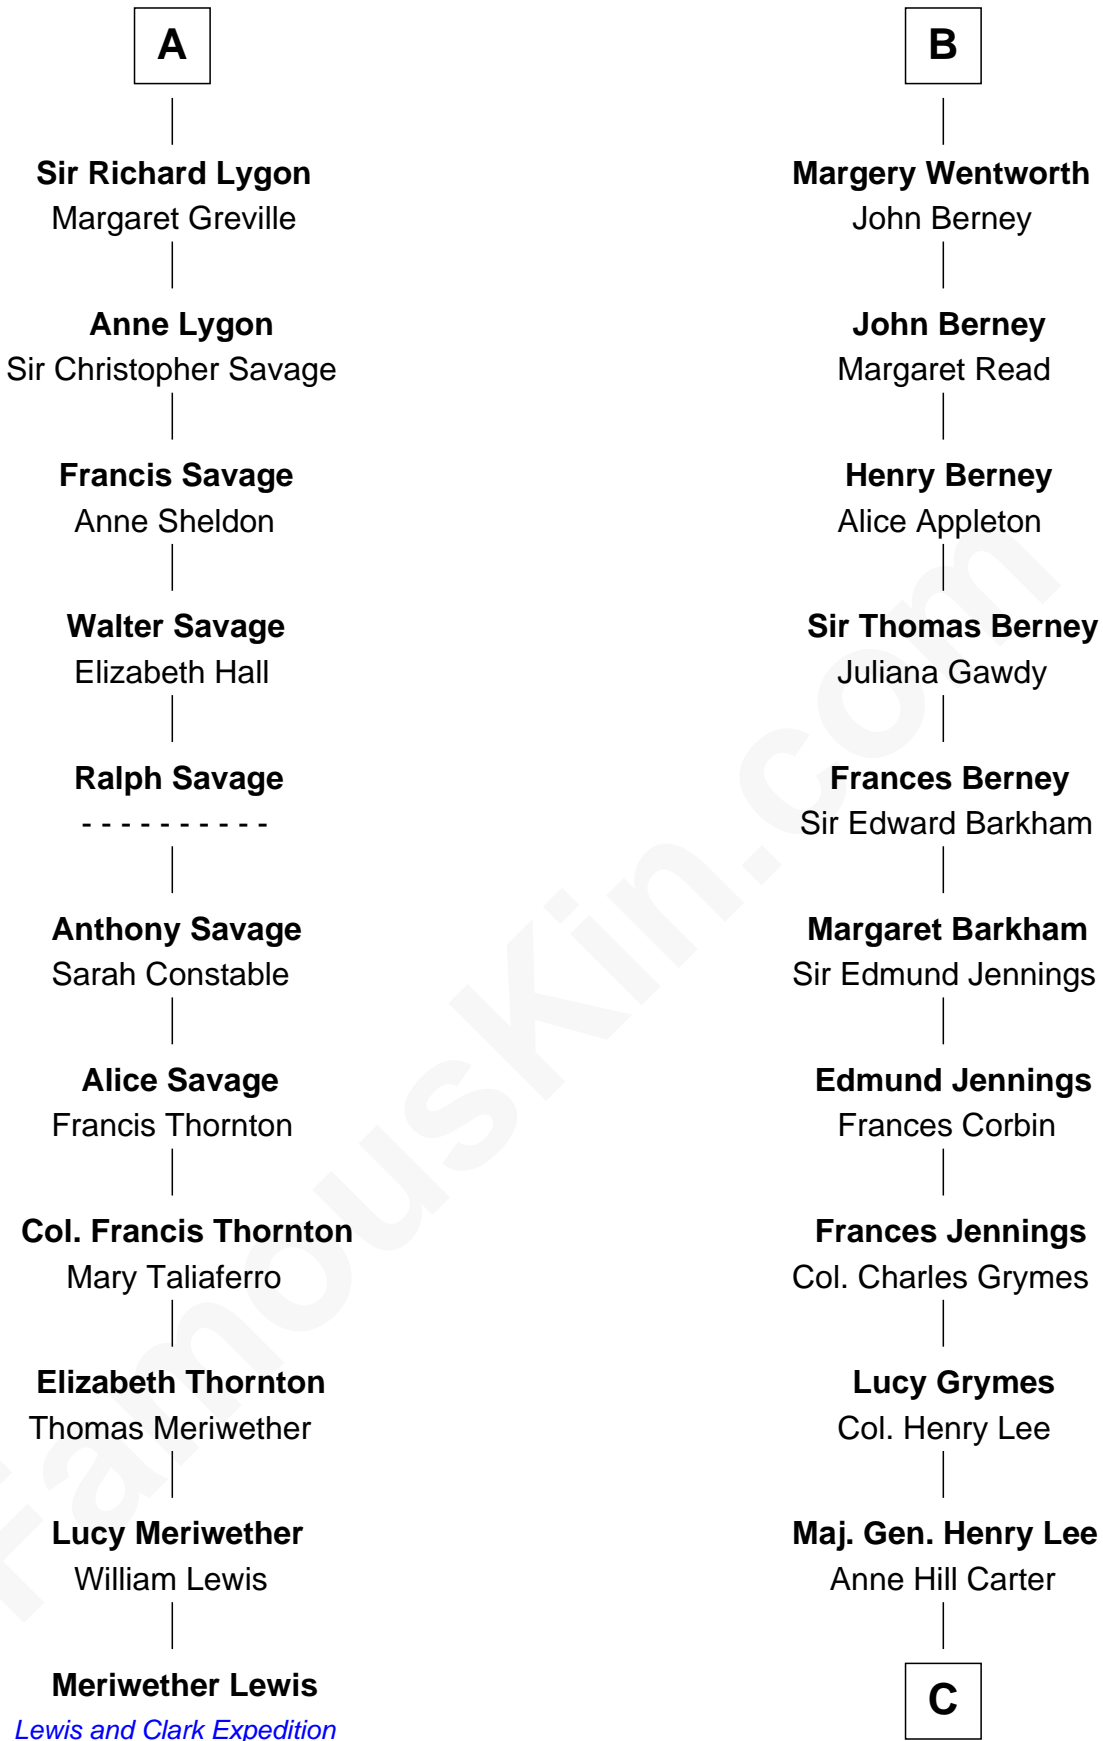 A
Sir Richard Lygon
Margaret Greville
Anne Lygon
Sir Christopher Savage
Francis Savage
Anne Sheldon
Walter Savage
Elizabeth Hall
Ralph Savage
- - - - - - - - - -
Anthony Savage
Sarah Constable
Alice Savage
Francis Thornton
Col. Francis Thornton
Mary Taliaferro
Elizabeth Thornton
Thomas Meriwether
Lucy Meriwether
William Lewis
Meriwether Lewis
Lewis and Clark Expedition
B
Margery Wentworth
John Berney
John Berney
Margaret Read
Henry Berney
Alice Appleton
Sir Thomas Berney
Juliana Gawdy
Frances Berney
Sir Edward Barkham
Margaret Barkham
Sir Edmund Jennings
Edmund Jennings
Frances Corbin
Frances Jennings
Col. Charles Grymes
Lucy Grymes
Col. Henry Lee
Maj. Gen. Henry Lee
Anne Hill Carter
C
FamousKin.com